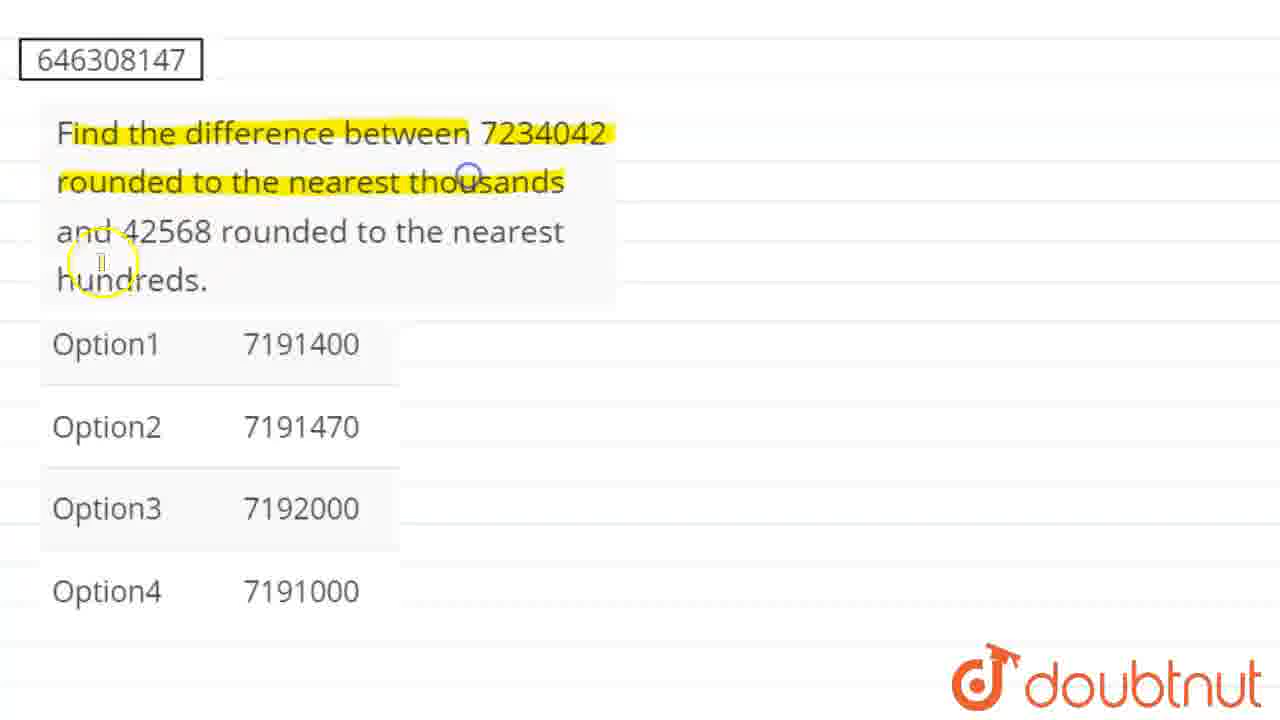 646308147
Find the difference between 7234042
rounded to the nearest thousands
and 42568 rounded to the nearest
hundreds.
Option1 7191400
Option2 7191470
Option3 7192000
Option4 7191000
doubtnut